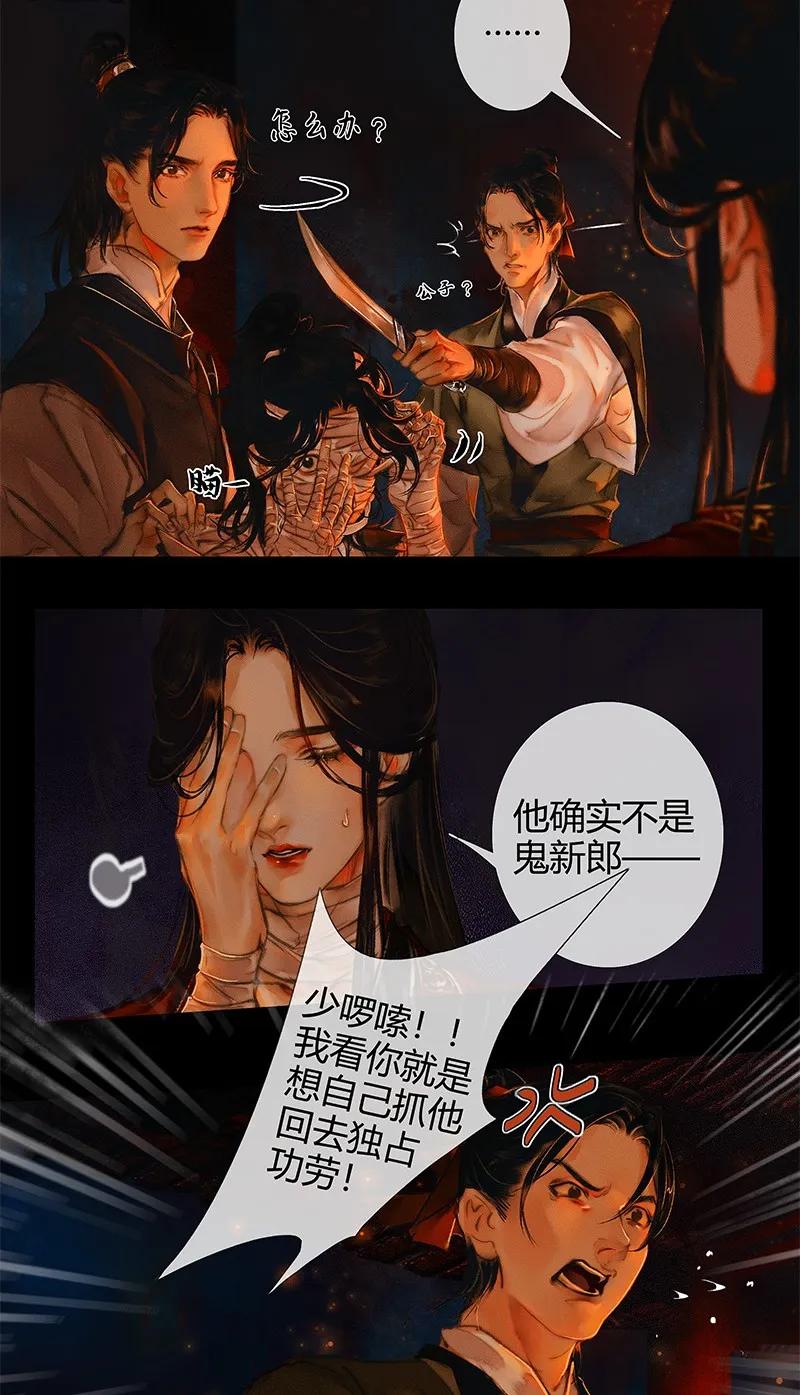 ……
怎么办？
公子？
瞄一
他确实不是
鬼新郎——
少啰嗦！！
我看你就是
想自己抓他
回去独占
功劳！